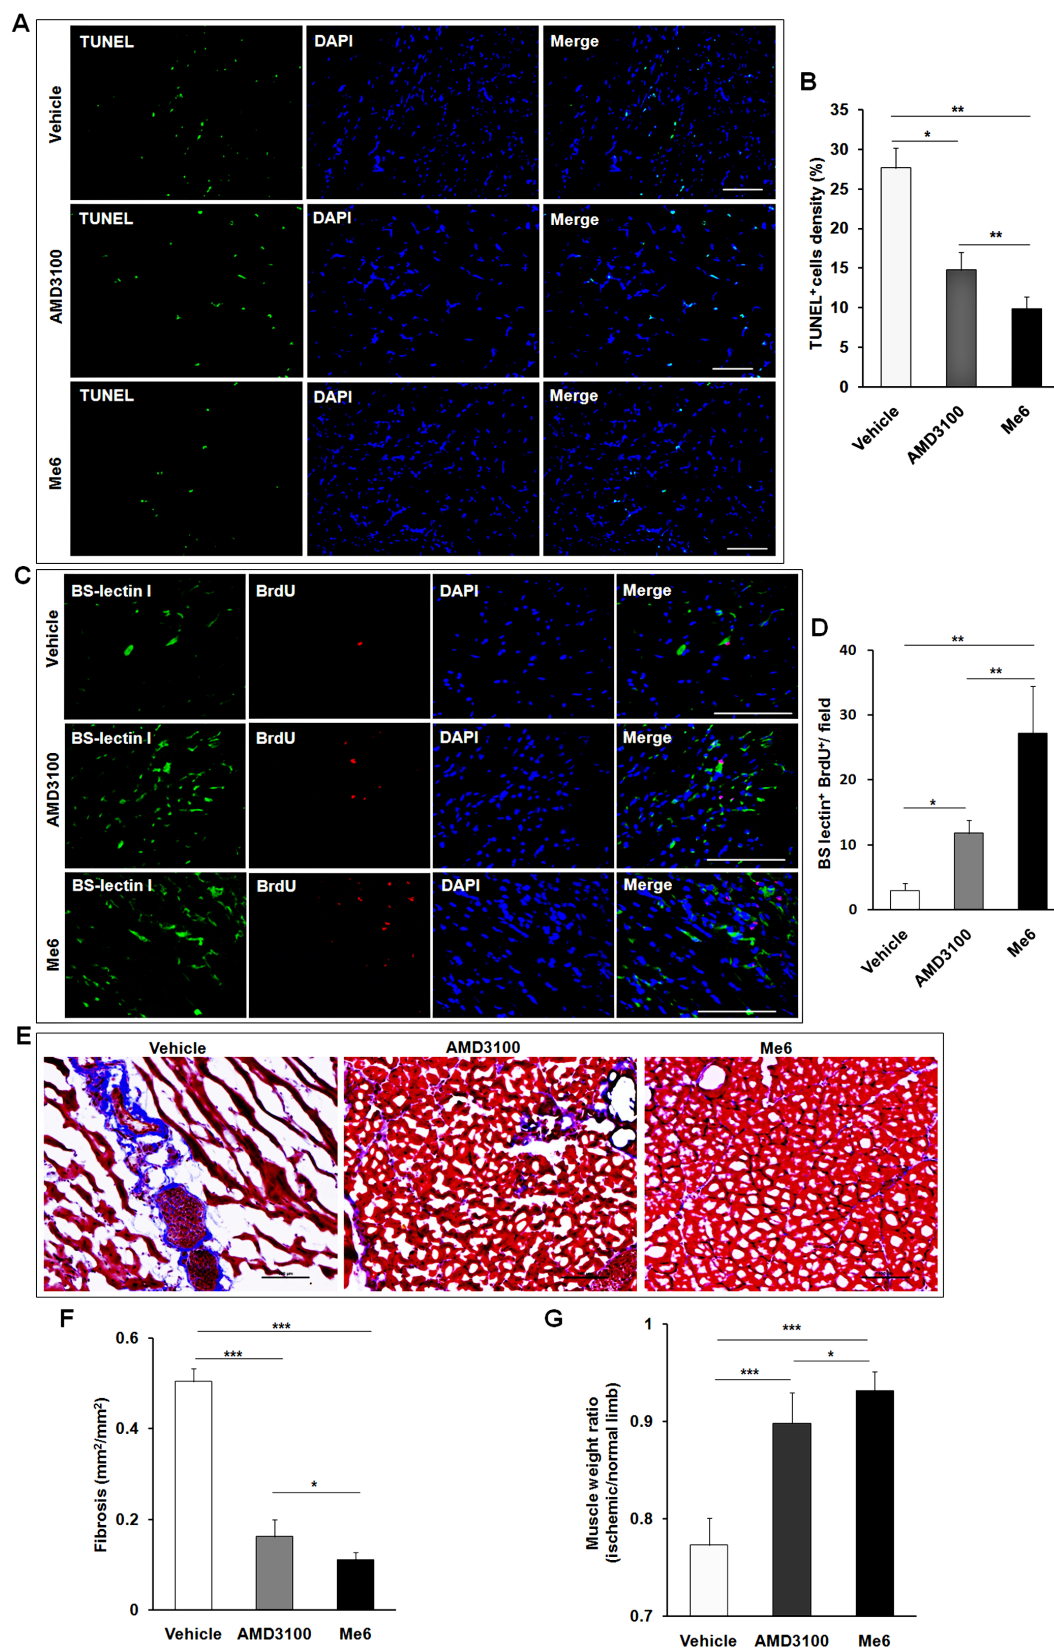 A
TUNEL DAPI Merge
Vehicle
TUNEL DAPI Merge
AMD3100
TUNEL DAPI Merge
Me6
B
**
*
**
TUNEL⁺ cells density (%)
35
30
25
20
15
10
5
0
Vehicle AMD3100 Me6
C
BS-lectin I BrdU DAPI Merge
Vehicle
BS-lectin I BrdU DAPI Merge
AMD3100
BS-lectin I BrdU DAPI Merge
Me6
D
**
**
*
BS lectin⁺ BrdU⁺/ field
40
30
20
10
0
Vehicle AMD3100 Me6
E
Vehicle AMD3100 Me6
F
***
***
*
Fibrosis (mm²/mm²)
0.6
0.4
0.2
0
Vehicle AMD3100 Me6
G
***
*
***
Muscle weight ratio
(ischemic/normal limb)
1
0.9
0.8
0.7
Vehicle AMD3100 Me6